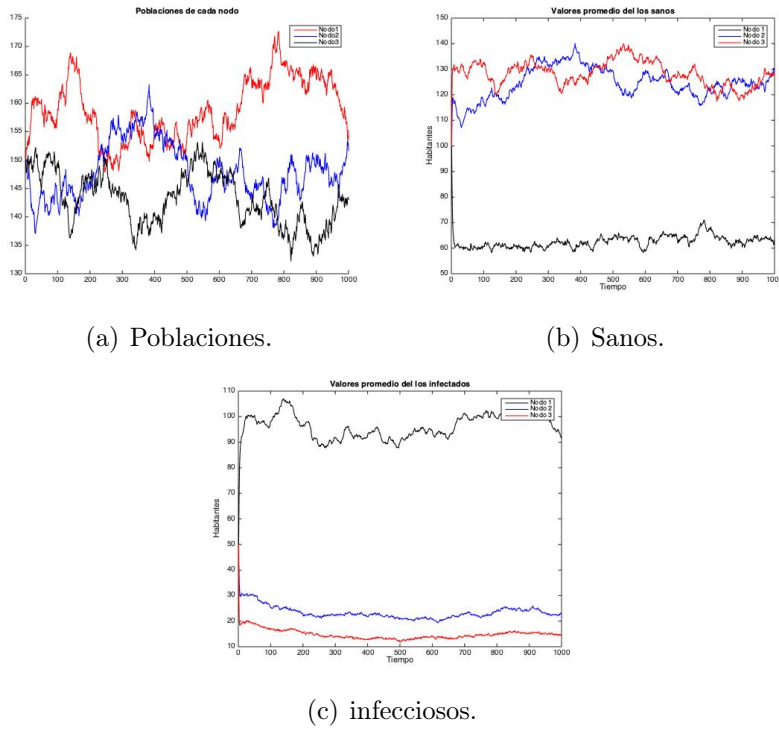 Poblaciones de cada nodo
175
170
165
160
155
150
145
140
135
130
0 100 200 300 400 500 600 700 800 900 1000
Nodo1
Nodo2
Nodo3
(a) Poblaciones.
Valores promedio del los sanos
Habitantes
150
140
130
120
110
100
90
80
70
60
50
0 100 200 300 400 500 600 700 800 900 1000
Tiempo
Nodo 1
Nodo 2
Nodo 3
(b) Sanos.
Valores promedio del los infectados
Habitantes
110
100
90
80
70
60
50
40
30
20
10
0 100 200 300 400 500 600 700 800 900 1000
Tiempo
Nodo 1
Nodo 2
Nodo 3
(c) infecciosos.